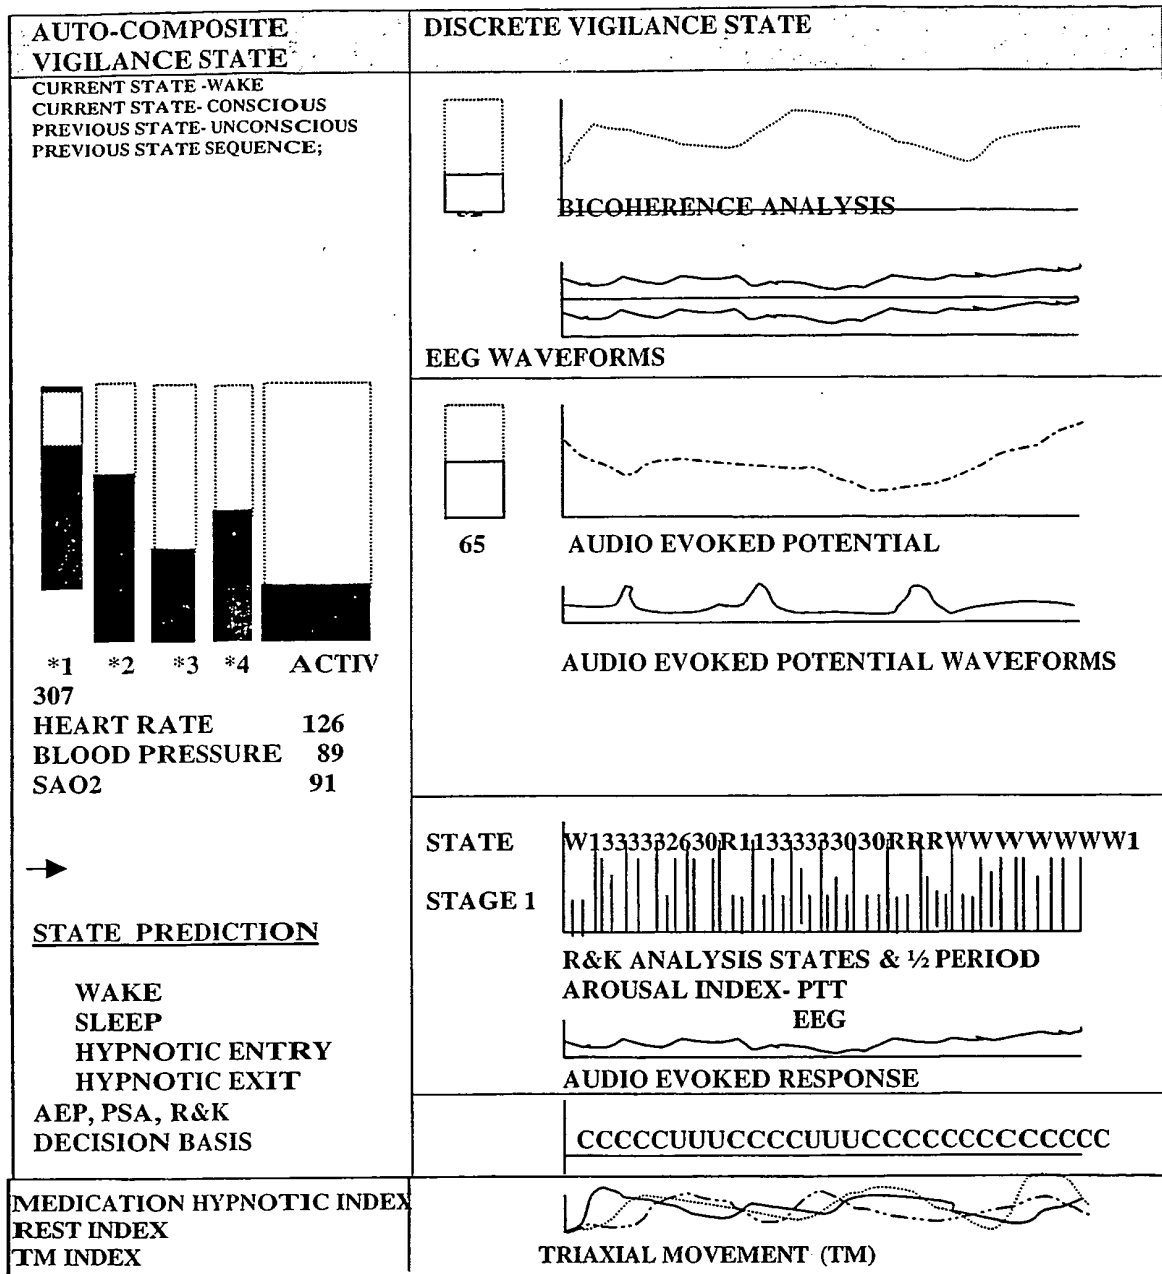 AUTO-COMPOSITE
VIGILANCE STATE
CURRENT STATE -WAKE
CURRENT STATE- CONSCIOUS
PREVIOUS STATE- UNCONSCIOUS
PREVIOUS STATE SEQUENCE;
*1 *2 *3 *4 ACTIV
307
HEART RATE 126
BLOOD PRESSURE 89
SAO2 91
STATE PREDICTION
WAKE
SLEEP
HYPNOTIC ENTRY
HYPNOTIC EXIT
AEP, PSA, R&K
DECISION BASIS
MEDICATION HYPNOTIC INDEX
REST INDEX
TM INDEX
DISCRETE VIGILANCE STATE
BICOHERENCE ANALYSIS
EEG WAVEFORMS
65
AUDIO EVOKED POTENTIAL
AUDIO EVOKED POTENTIAL WAVEFORMS
STATE W1333332630R11333333030RRRWWWWWWWW1
STAGE 1
R&K ANALYSIS STATES & ½ PERIOD
AROUSAL INDEX- PTT
EEG
AUDIO EVOKED RESPONSE
CCCCCUUUCCCCUUUCCCCCCCCCCCCCC
TRIAXIAL MOVEMENT (TM)